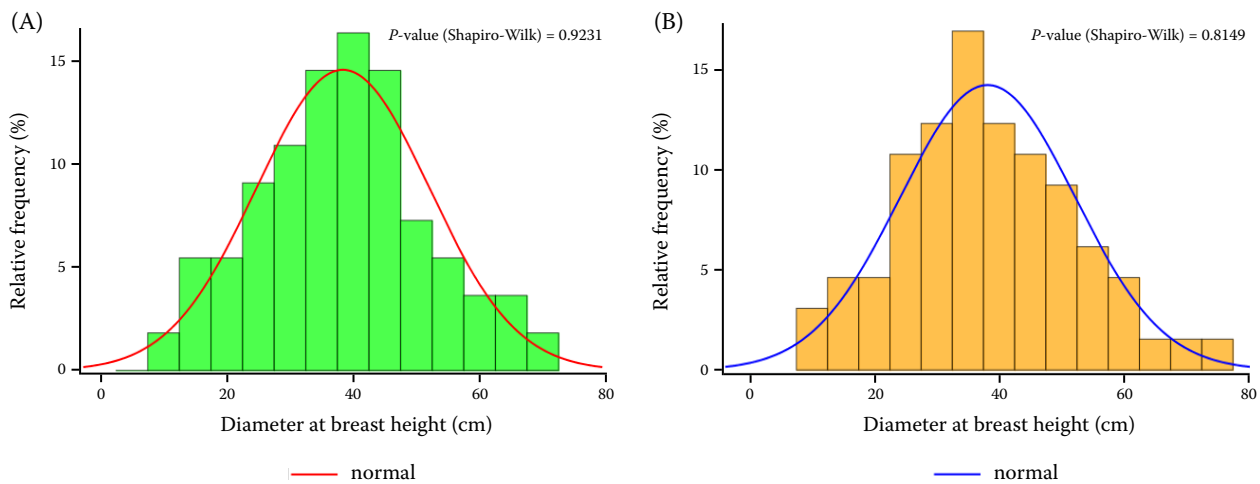 (A)
P-value (Shapiro-Wilk) = 0.9231
Relative frequency (%)
15
10
5
0
0 20 40 60 80
Diameter at breast height (cm)
normal
(B)
P-value (Shapiro-Wilk) = 0.8149
Relative frequency (%)
15
10
5
0
0 20 40 60 80
Diameter at breast height (cm)
normal